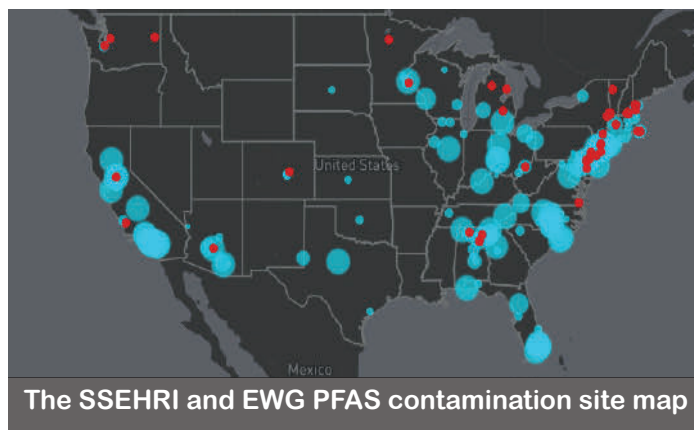 United States
Mexico
The SSEHRI and EWG PFAS contamination site map